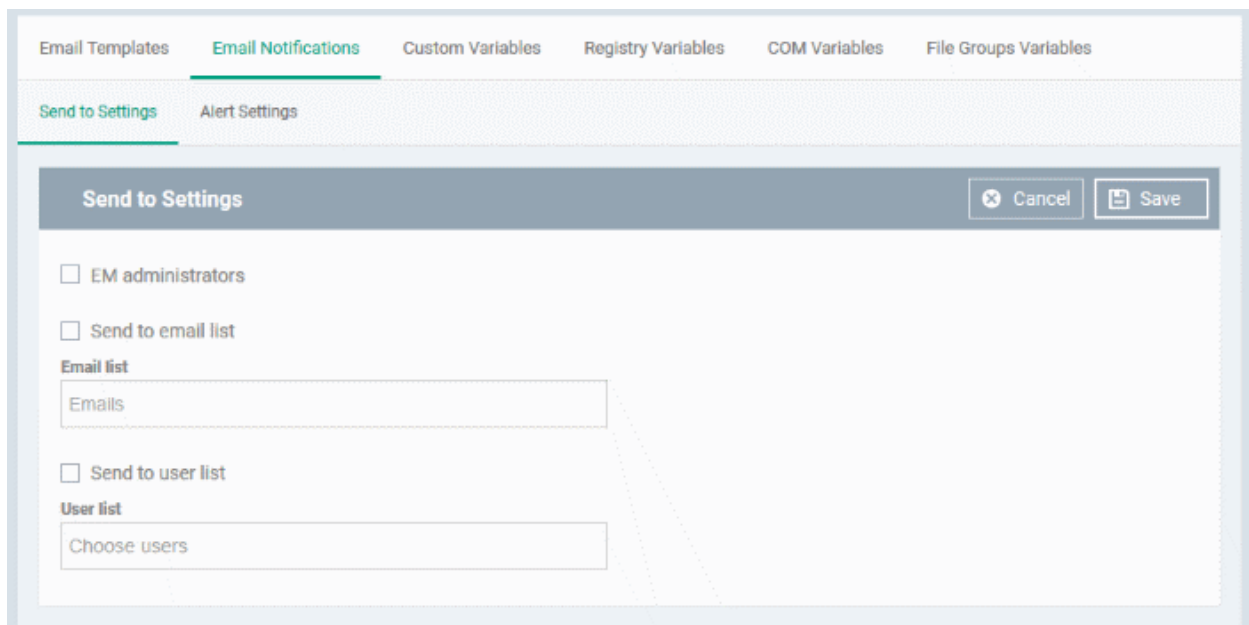 Email Templates Email Notifications Custom Variables Registry Variables COM Variables File Groups Variables
Send to Settings Alert Settings
Send to Settings Cancel Save
EM administrators
Send to email list
Email list
Emails
Send to user list
User list
Choose users